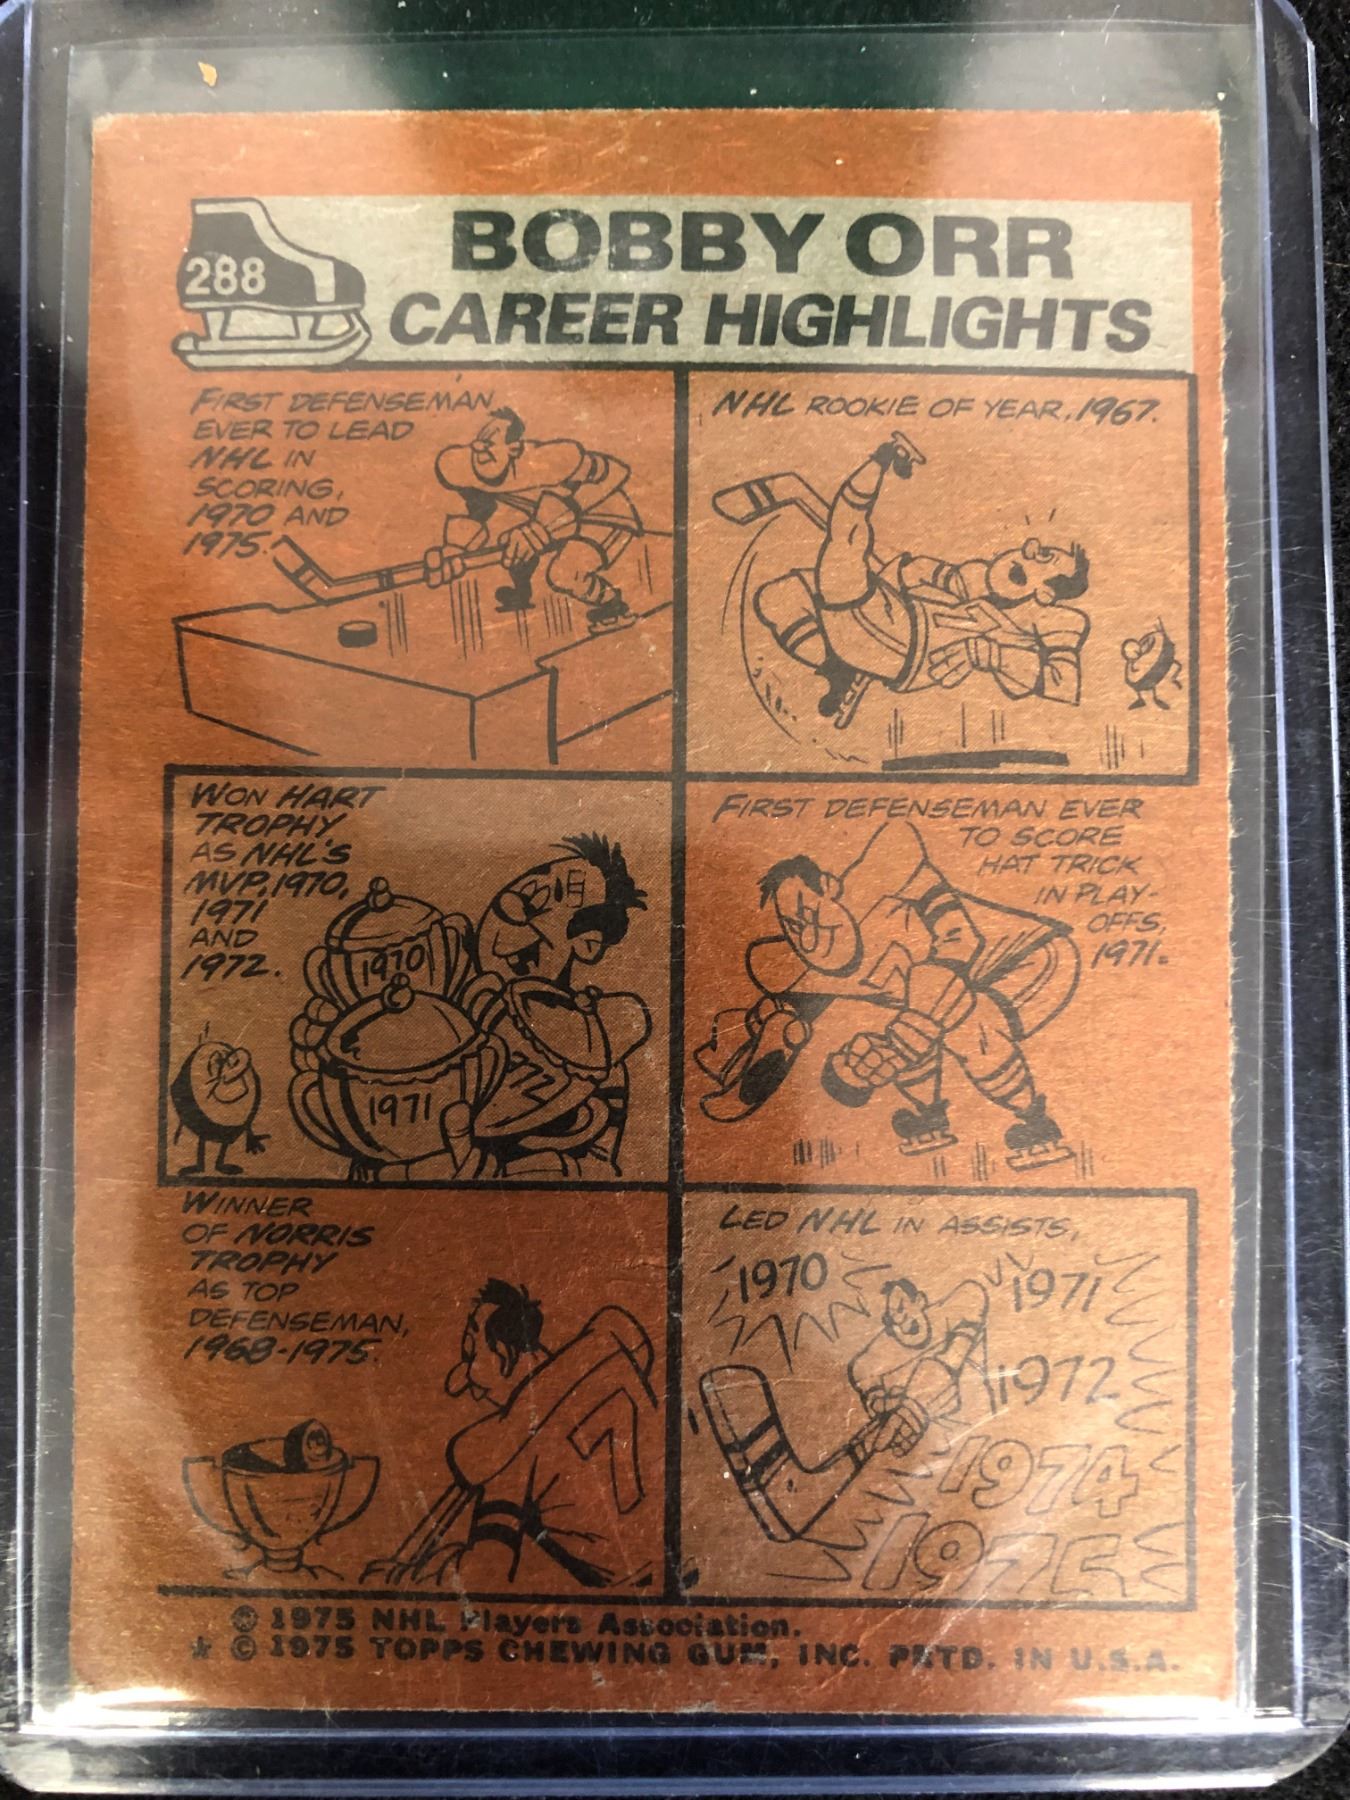 288
BOBBY ORR
CAREER HIGHLIGHTS
FIRST DEFENSEMAN
EVER TO LEAD
NHL IN
SCORING,
1970 AND
1975.
NHL ROOKIE OF YEAR, 1967.
WON HART
TROPHY
AS NHL'S
MVP, 1970,
1971
AND
1972.
1970
1971
72
FIRST DEFENSEMAN EVER
TO SCORE
HAT TRICK
IN PLAY-
OFFS,
1971.
7
WINNER
OF NORRIS
TROPHY
AS TOP
DEFENSEMAN,
1968-1975.
7
LED NHL IN ASSISTS,
1970
1971
1972
1974
1975
© 1975 NHL Players Association.
* © 1975 TOPPS CHEWING GUM, INC. PRTD. IN U.S.A.